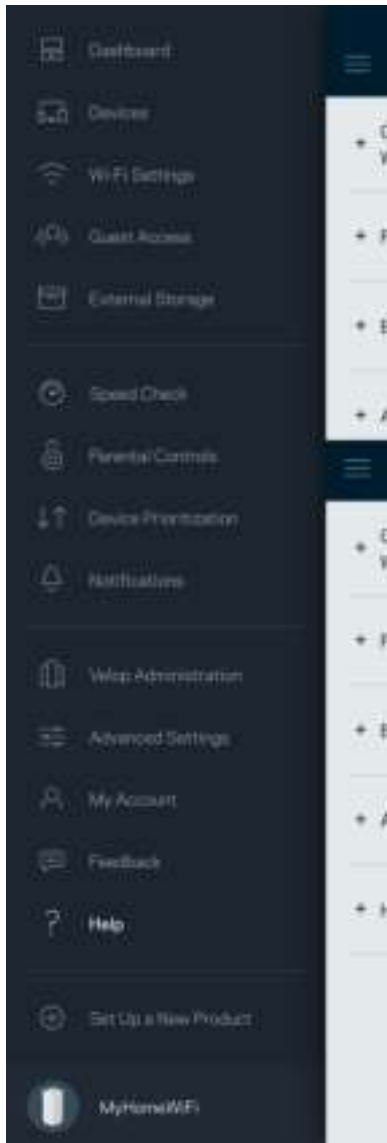 Dashboard
Devices
Wi-Fi Settings
Guest Access
External Storage
Speed Check
Parental Controls
Device Prioritization
Notifications
Velop Administration
Advanced Settings
My Account
Feedback
Help
Set Up a New Product
MyHomeWiFi